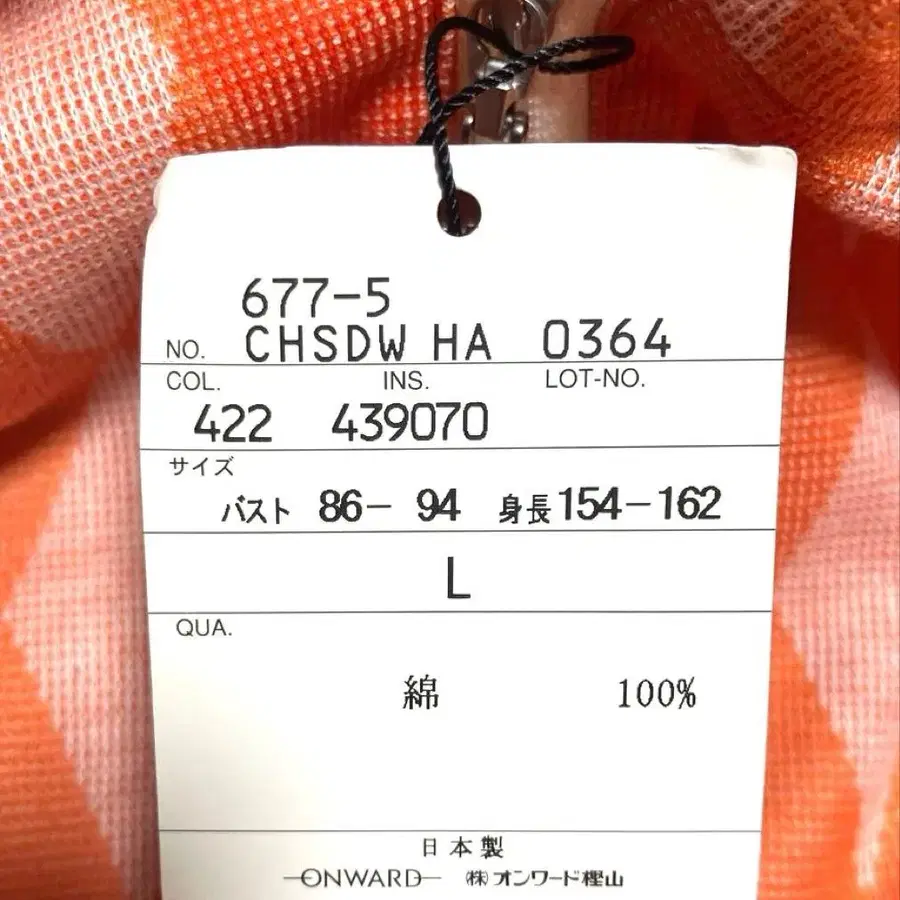 677-5
NO. CHSDW HA 0364
COL. INS. LOT-NO.
422 439070
サイズ
バスト 86- 94 身長154-162
L
QUA.
綿 100%
日本製
ONWARD ㈱オンワード樫山